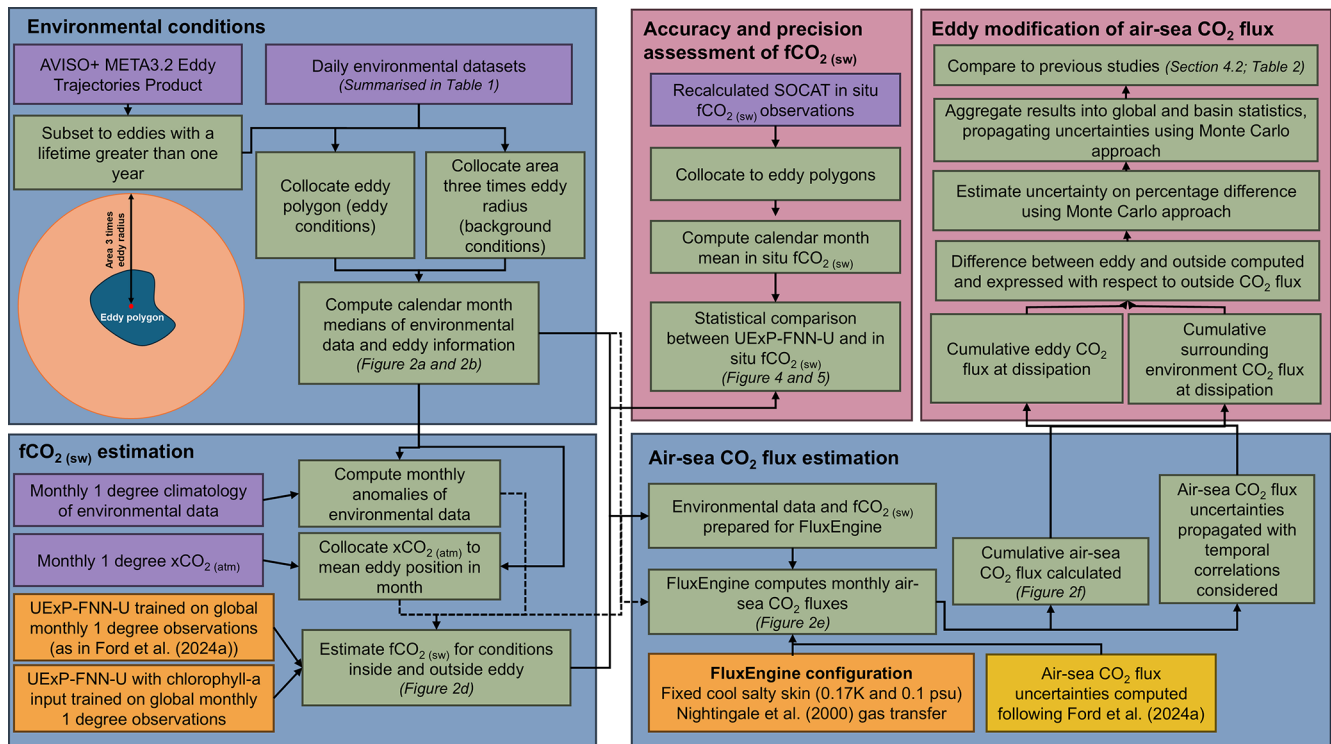 Environmental conditions
AVISO+ META3.2 Eddy
Trajectories Product
Daily environmental datasets
(Summarised in Table 1)
Subset to eddies with a
lifetime greater than one
year
Collocate eddy
polygon (eddy
conditions)
Collocate area
three times eddy
radius
(background
conditions)
Area 3 times
eddy radius
Eddy polygon
Compute calendar month
medians of environmental
data and eddy information
(Figure 2a and 2b)
fCO2 (sw) estimation
Monthly 1 degree climatology
of environmental data
Compute monthly
anomalies of
environmental data
Monthly 1 degree xCO2 (atm)
Collocate xCO2 (atm) to
mean eddy position in
month
UExP-FNN-U trained on global
monthly 1 degree observations
(as in Ford et al. (2024a))
UExP-FNN-U with chlorophyll-a
input trained on global monthly
1 degree observations
Estimate fCO2 (sw) for conditions
inside and outside eddy
(Figure 2d)
Accuracy and precision
assessment of fCO2 (sw)
Recalculated SOCAT in situ
fCO2 (sw) observations
Collocate to eddy polygons
Compute calendar month
mean in situ fCO2 (sw)
Statistical comparison
between UExP-FNN-U and in
situ fCO2 (sw)
(Figure 4 and 5)
Eddy modification of air-sea CO2 flux
Compare to previous studies (Section 4.2; Table 2)
Aggregate results into global and basin statistics,
propagating uncertainties using Monte Carlo
approach
Estimate uncertainty on percentage difference
using Monte Carlo approach
Difference between eddy and outside computed
and expressed with respect to outside CO2 flux
Cumulative eddy CO2
flux at dissipation
Cumulative
surrounding
environment CO2 flux
at dissipation
Air-sea CO2 flux estimation
Environmental data and fCO2 (sw)
prepared for FluxEngine
FluxEngine computes monthly air-
sea CO2 fluxes
(Figure 2e)
Cumulative air-sea
CO2 flux calculated
(Figure 2f)
Air-sea CO2 flux
uncertainties
propagated with
temporal
correlations
considered
FluxEngine configuration
Fixed cool salty skin (0.17K and 0.1 psu)
Nightingale et al. (2000) gas transfer
Air-sea CO2 flux
uncertainties computed
following Ford et al. (2024a)